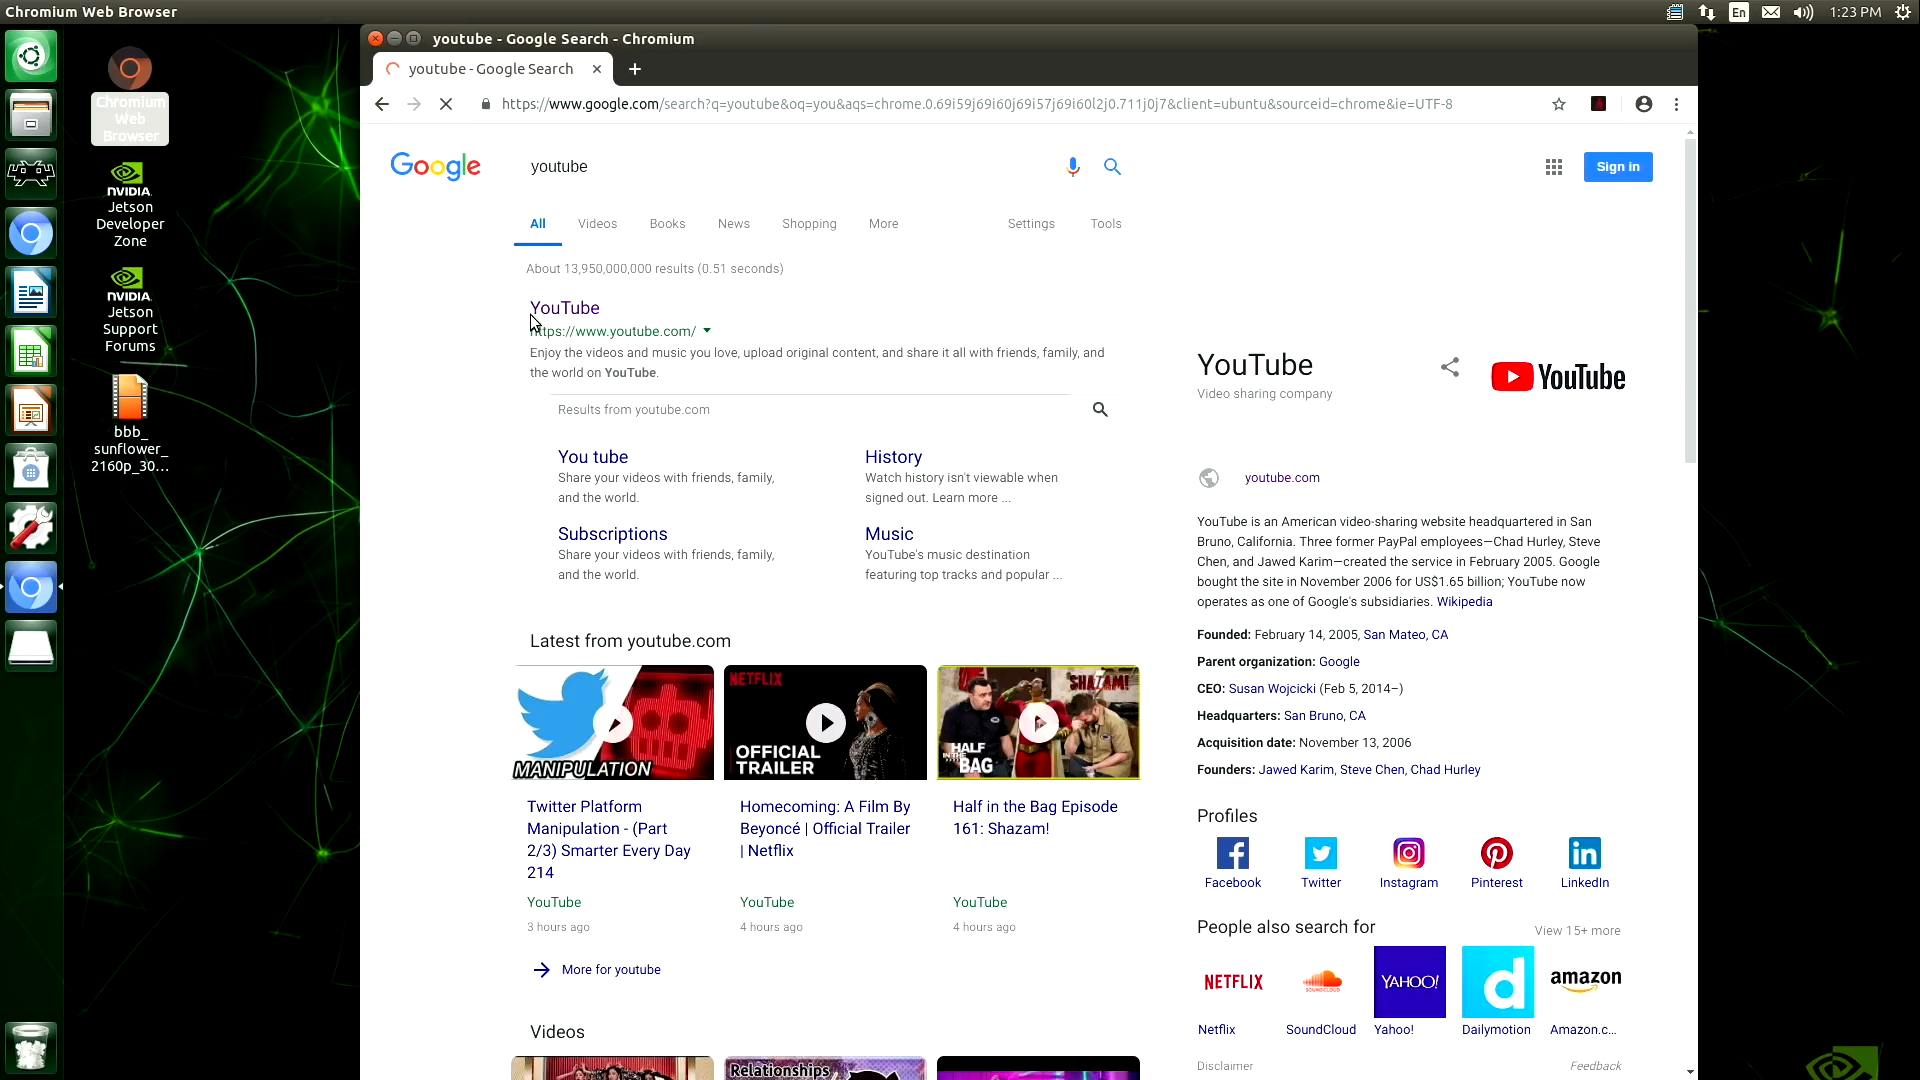 Chromium Web Browser
En
1:23 PM
youtube - Google Search - Chromium
youtube - Google Search
https://www.google.com/search?q=youtube&oq=you&aqs=chrome.0.69i59j69i60j69i57j69i60l2j0.711j0j7&client=ubuntu&sourceid=chrome&ie=UTF-8
Chromium
Web
Browser
NVIDIA.
Jetson
Developer
Zone
NVIDIA.
Jetson
Support
Forums
bbb_
sunflower_
2160p_30...
Google
youtube
Sign in
All
Videos
Books
News
Shopping
More
Settings
Tools
About 13,950,000,000 results (0.51 seconds)
YouTube
https://www.youtube.com/
Enjoy the videos and music you love, upload original content, and share it all with friends, family, and
the world on YouTube.
Results from youtube.com
You tube
Share your videos with friends, family,
and the world.
History
Watch history isn't viewable when
signed out. Learn more ...
Subscriptions
Share your videos with friends, family,
and the world.
Music
YouTube's music destination
featuring top tracks and popular ...
Latest from youtube.com
MANIPULATION
Twitter Platform
Manipulation - (Part
2/3) Smarter Every Day
214
YouTube
3 hours ago
NETFLIX
OFFICIAL
TRAILER
Homecoming: A Film By
Beyoncé | Official Trailer
| Netflix
YouTube
4 hours ago
SHAZAM!
HALF
IN THE
BAG
Half in the Bag Episode
161: Shazam!
YouTube
4 hours ago
More for youtube
Videos
Relationships
YouTube
Video sharing company
YouTube
youtube.com
YouTube is an American video-sharing website headquartered in San
Bruno, California. Three former PayPal employees—Chad Hurley, Steve
Chen, and Jawed Karim—created the service in February 2005. Google
bought the site in November 2006 for US$1.65 billion; YouTube now
operates as one of Google's subsidiaries. Wikipedia
Founded: February 14, 2005, San Mateo, CA
Parent organization: Google
CEO: Susan Wojcicki (Feb 5, 2014–)
Headquarters: San Bruno, CA
Acquisition date: November 13, 2006
Founders: Jawed Karim, Steve Chen, Chad Hurley
Profiles
Facebook
Twitter
Instagram
Pinterest
LinkedIn
People also search for
View 15+ more
NETFLIX
SOUNDCLOUD
YAHOO!
d
amazon
Netflix
SoundCloud
Yahoo!
Dailymotion
Amazon.c...
Disclaimer
Feedback